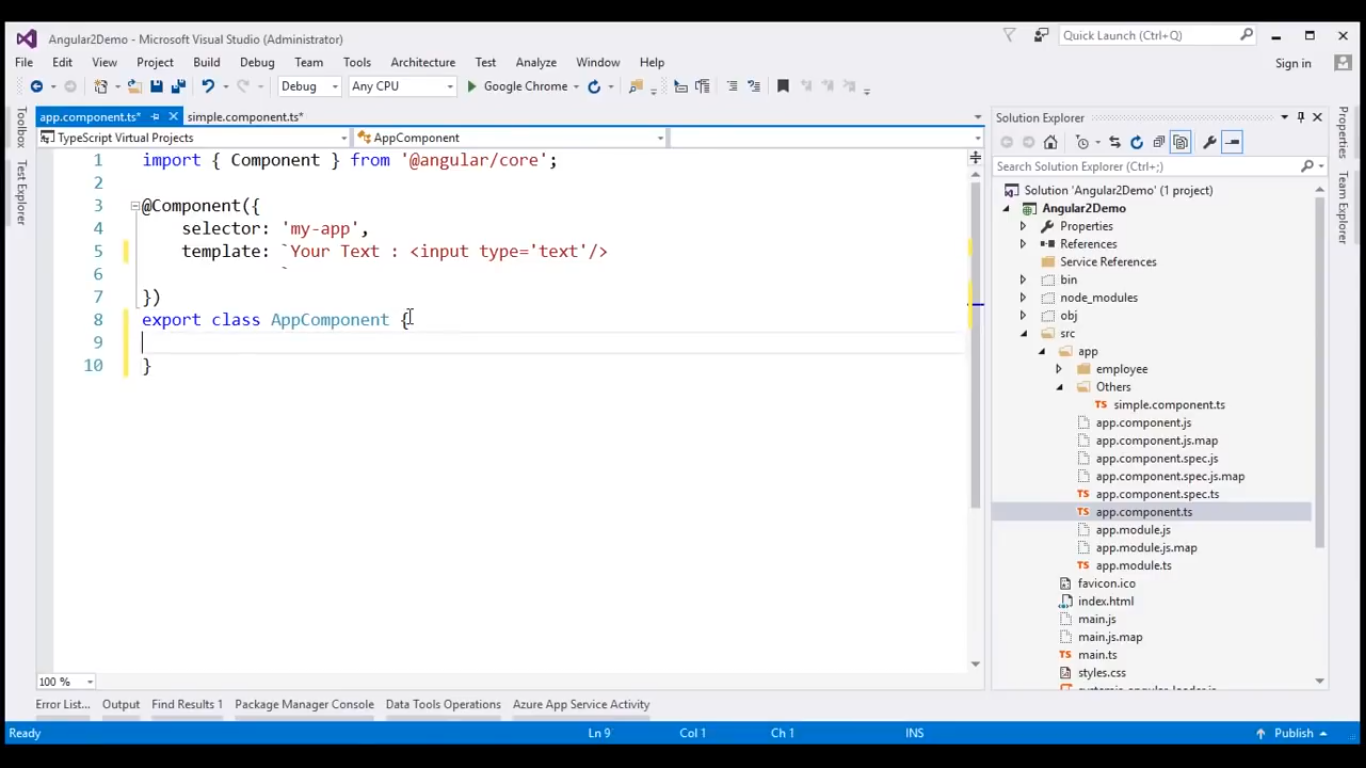 Angular2Demo - Microsoft Visual Studio (Administrator)
Quick Launch (Ctrl+Q)
File Edit View Project Build Debug Team Tools Architecture Test Analyze Window Help
Sign in
Debug Any CPU Google Chrome
Toolbox
Test Explorer
app.component.ts* simple.component.ts*
TypeScript Virtual Projects AppComponent
1 import { Component } from '@angular/core';
2
3 @Component({
4 selector: 'my-app',
5 template: `Your Text : <input type='text'/>
6 `
7 })
8 export class AppComponent {
9
10 }
100 %
Solution Explorer
Search Solution Explorer (Ctrl+;)
Solution 'Angular2Demo' (1 project)
Angular2Demo
Properties
References
Service References
bin
node_modules
obj
src
app
employee
Others
TS simple.component.ts
app.component.js
app.component.js.map
app.component.spec.js
app.component.spec.js.map
TS app.component.spec.ts
TS app.component.ts
app.module.js
app.module.js.map
TS app.module.ts
favicon.ico
index.html
main.js
main.js.map
TS main.ts
styles.css
Properties
Team Explorer
Error List... Output Find Results 1 Package Manager Console Data Tools Operations Azure App Service Activity
Ready Ln 9 Col 1 Ch 1 INS Publish